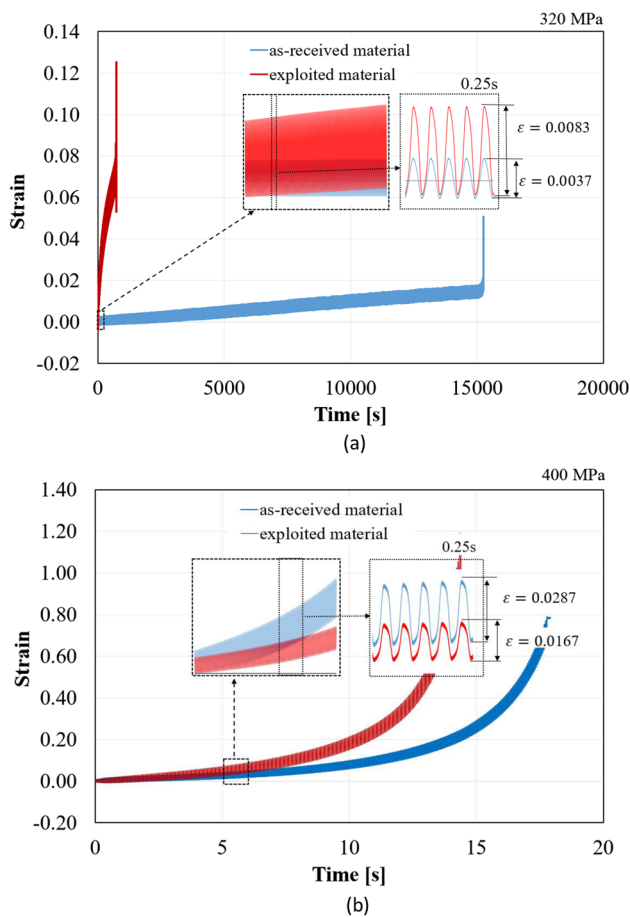 320 MPa
0.14
as-received material
exploited material
0.12
0.25s
0.10
ε = 0.0083
0.08
ε = 0.0037
0.06
Strain
0.04
0.02
0.00
-0.02
0 5000 10000 15000 20000
Time [s]
(a)
400 MPa
1.40
as-received material
exploited material
1.20
0.25s
1.00
ε = 0.0287
0.80
ε = 0.0167
0.60
Strain
0.40
0.20
0.00
-0.20
0 5 10 15 20
Time [s]
(b)